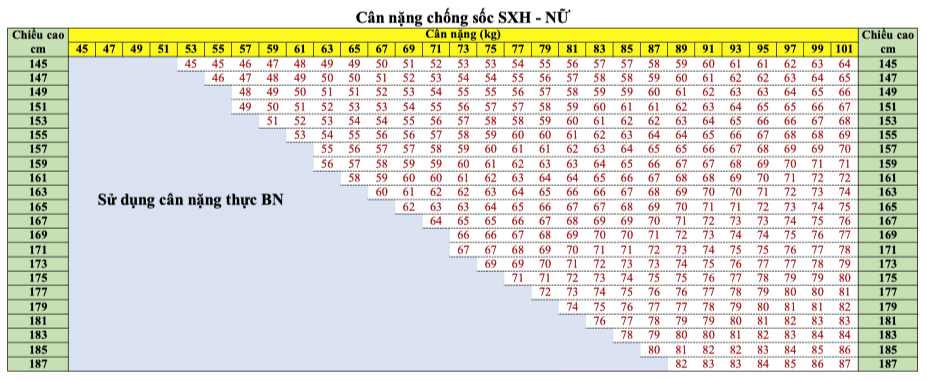 Cân nặng chống sốc SXH - NỮ
Chiều cao cm Cân nặng (kg) Chiều cao cm
45 47 49 51 53 55 57 59 61 63 65 67 69 71 73 75 77 79 81 83 85 87 89 91 93 95 97 99 101
145 45 45 46 47 48 49 49 50 51 52 53 53 54 55 56 57 57 58 59 60 61 61 62 63 64 145
147 46 47 48 49 50 50 51 52 53 54 54 55 56 57 58 58 59 60 61 62 62 63 64 65 147
149 48 49 50 51 51 52 53 54 55 55 56 57 58 59 59 60 61 62 63 63 64 65 66 149
151 49 50 51 52 53 53 54 55 56 57 57 58 59 60 61 61 62 63 64 65 65 66 67 151
153 51 52 53 54 54 55 56 57 58 58 59 60 61 62 62 63 64 65 66 66 67 68 153
155 53 54 55 56 56 57 58 59 60 60 61 62 63 64 64 65 66 67 68 68 69 155
157 55 56 57 57 58 59 60 61 61 62 63 64 65 65 66 67 68 69 69 70 157
159 56 57 58 59 59 60 61 62 63 63 64 65 66 67 67 68 69 70 71 71 159
161 58 59 60 60 61 62 63 64 64 65 66 67 68 68 69 70 71 72 72 161
163 60 61 62 62 63 64 65 66 66 67 68 69 70 70 71 72 73 74 163
Sử dụng cân nặng thực BN
165 62 63 63 64 65 66 67 67 68 69 70 71 71 72 73 74 75 165
167 64 65 65 66 67 68 69 69 70 71 72 73 73 74 75 76 167
169 66 66 67 68 69 70 70 71 72 73 74 74 75 76 77 169
171 67 67 68 69 70 71 71 72 73 74 75 75 76 77 78 171
173 69 69 70 71 72 73 73 74 75 76 77 77 78 79 173
175 71 71 72 73 74 75 75 76 77 78 79 79 80 175
177 72 73 74 75 76 76 77 78 79 80 80 81 177
179 74 75 76 77 77 78 79 80 81 81 82 179
181 76 77 78 79 79 80 81 82 83 83 181
183 78 79 80 80 81 82 83 84 84 183
185 80 81 82 82 83 84 85 86 185
187 82 83 83 84 85 86 87 187